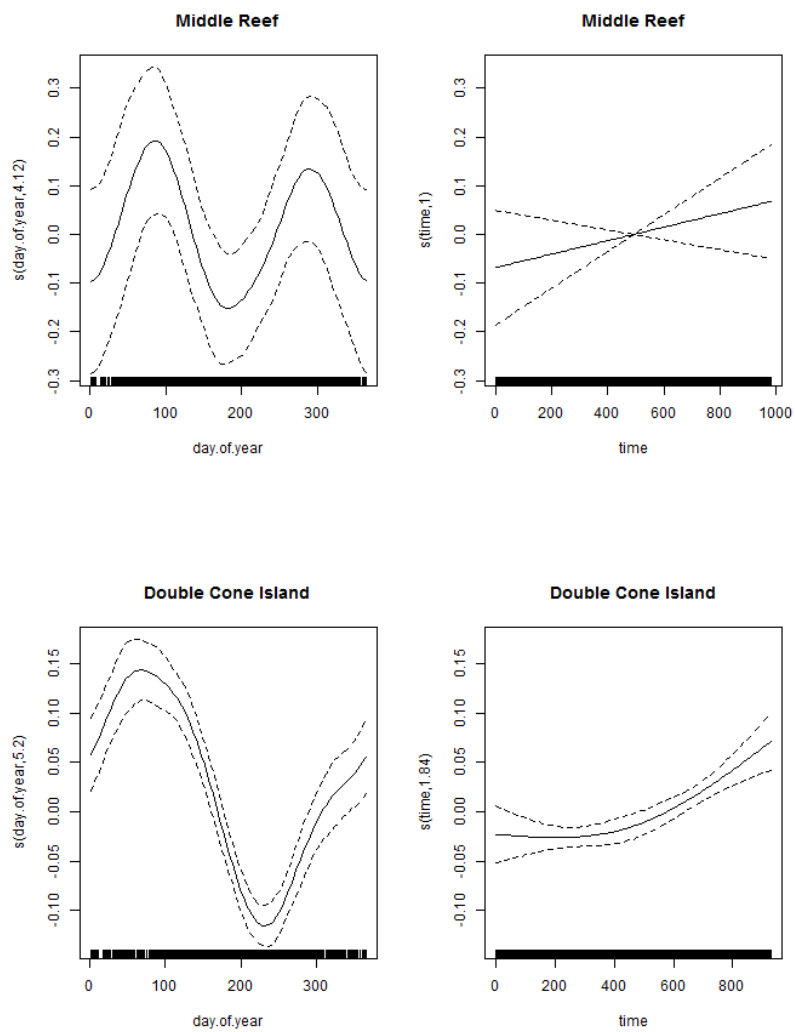 Middle Reef
s(day.of.year,4.12)
0.3
0.2
0.1
0.0
-0.1
-0.2
-0.3
0 100 200 300
day.of.year
Middle Reef
s(time,1)
0.3
0.2
0.1
0.0
-0.1
-0.2
-0.3
0 200 400 600 800 1000
time
Double Cone Island
s(day.of.year,5.2)
0.15
0.10
0.05
0.00
-0.05
-0.10
0 100 200 300
day.of.year
Double Cone Island
s(time,1.84)
0.15
0.10
0.05
0.00
-0.05
-0.10
0 200 400 600 800
time